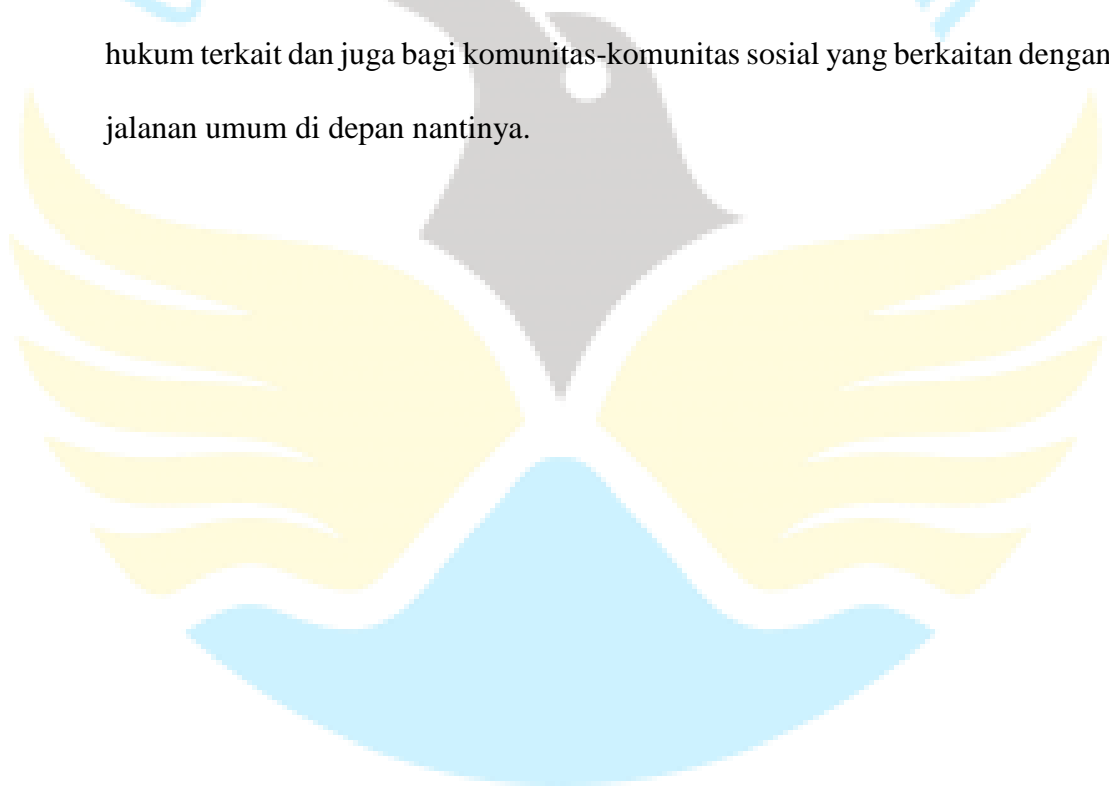 hukum terkait dan juga bagi komunitas-komunitas sosial yang berkaitan dengan
jalanan umum di depan nantinya.